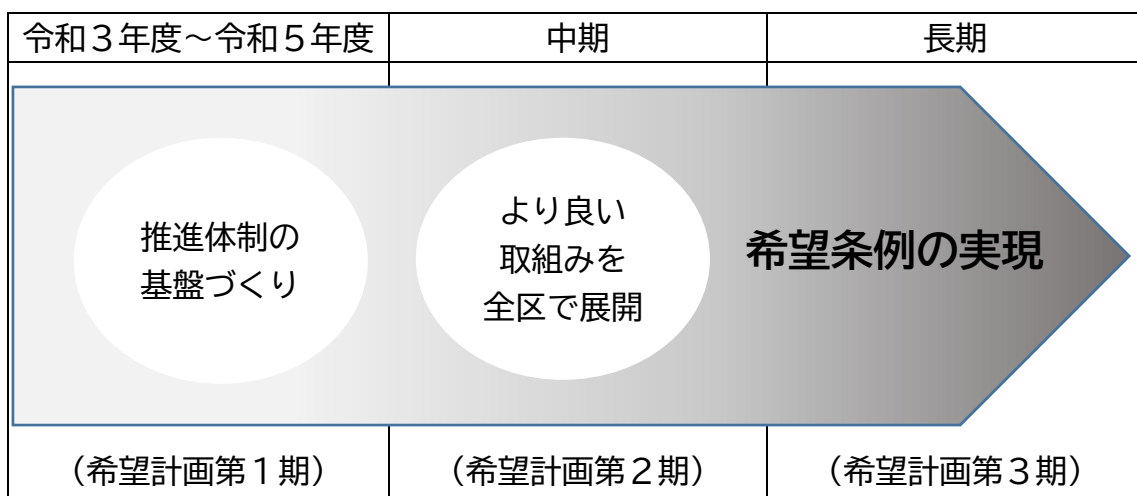 令和３年度～令和５年度
中期
長期
推進体制の
基盤づくり
より良い
取組みを
全区で展開
希望条例の実現
（希望計画第１期）
（希望計画第２期）
（希望計画第３期）